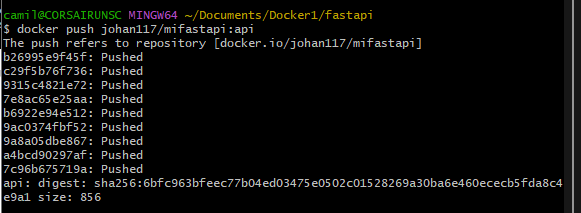 camil@CORSAIRUNSC MINGW64 ~/Documents/Docker1/fastapi
$ docker push johan117/mifastapi:api
The push refers to repository [docker.io/johan117/mifastapi]
b26995e9f45f: Pushed
c29f5b76f736: Pushed
9315c4821e72: Pushed
7e8ac65e25aa: Pushed
b6922e94e512: Pushed
9ac0374fbf52: Pushed
9a8a05dbe867: Pushed
a4bcd90297af: Pushed
7c96b675719a: Pushed
api: digest: sha256:6bfc963bfeec77b04ed03475e0502c01528269a30ba6e460ececb5fda8c4
e9a1 size: 856